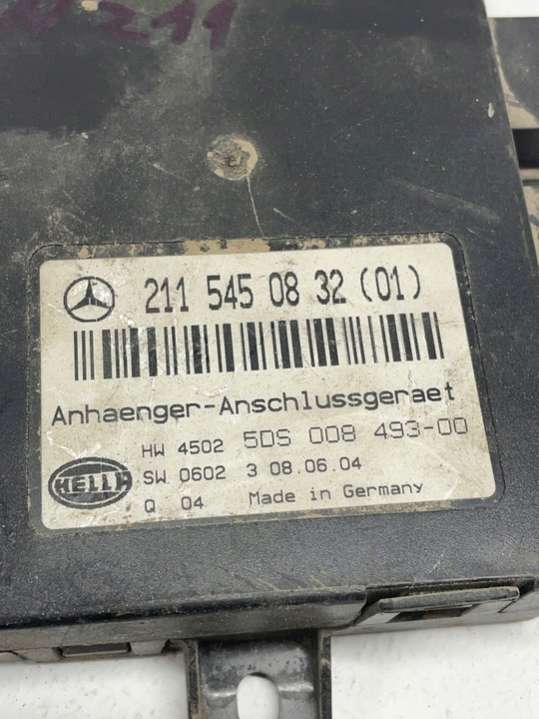 211
211 545 08 32 (01)
Anhaenger-Anschlussgeraet
HW 4502 5DS 008 493-00
HELLA SW 0602 3 08.06.04
Q 04 Made in Germany